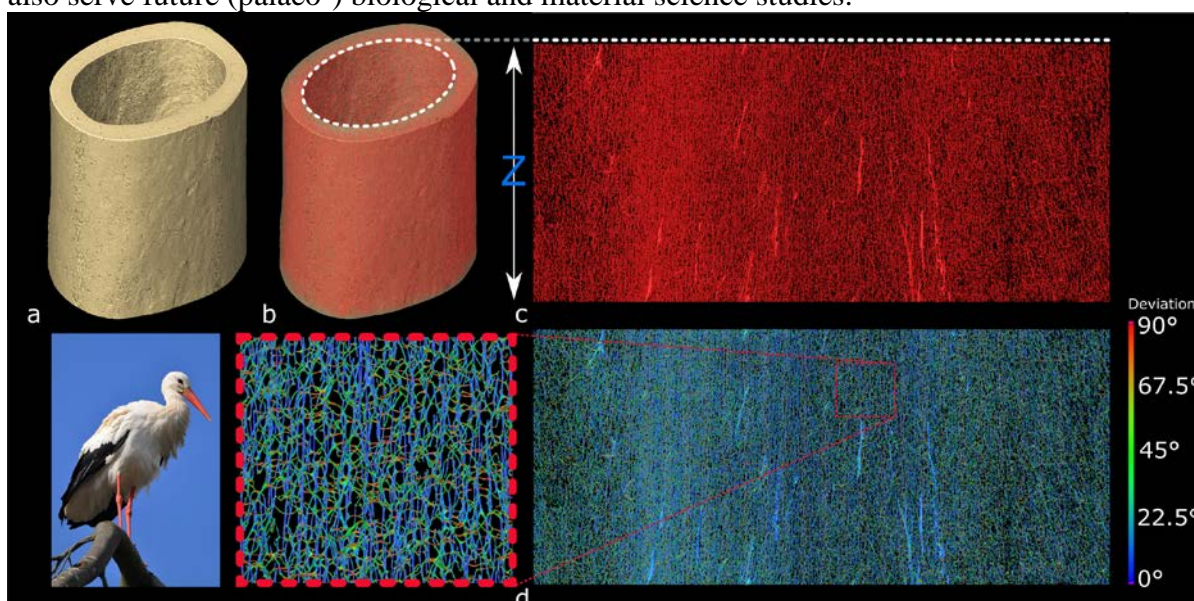 also serve future (palaeo-) biological and material science studies.
Z
a
b
c
Deviation
90°
67.5°
45°
22.5°
0°
d